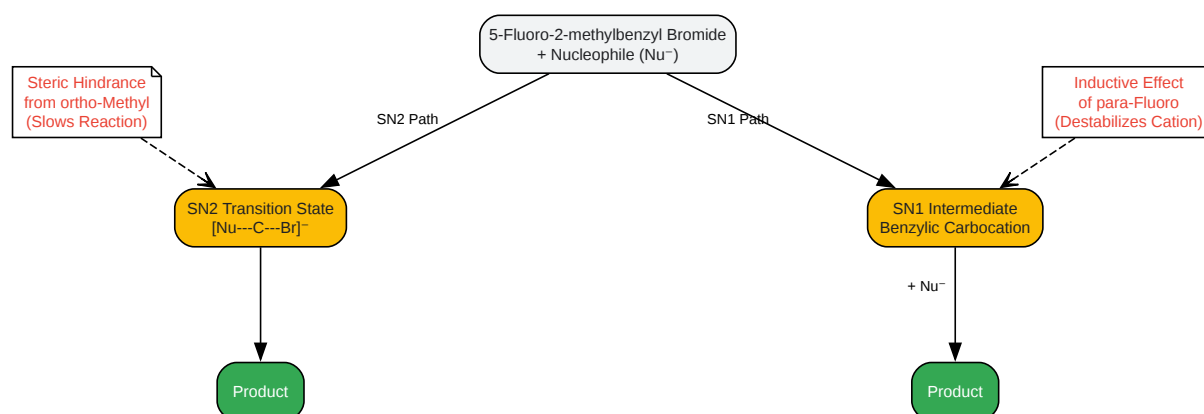 5-Fluoro-2-methylbenzyl Bromide
+ Nucleophile (Nu⁻)
Steric Hindrance
from ortho-Methyl
(Slows Reaction)
Inductive Effect
of para-Fluoro
(Destabilizes Cation)
SN2 Path
SN1 Path
SN2 Transition State
[Nu---C---Br]⁻
SN1 Intermediate
Benzylic Carbocation
+ Nu⁻
Product
Product